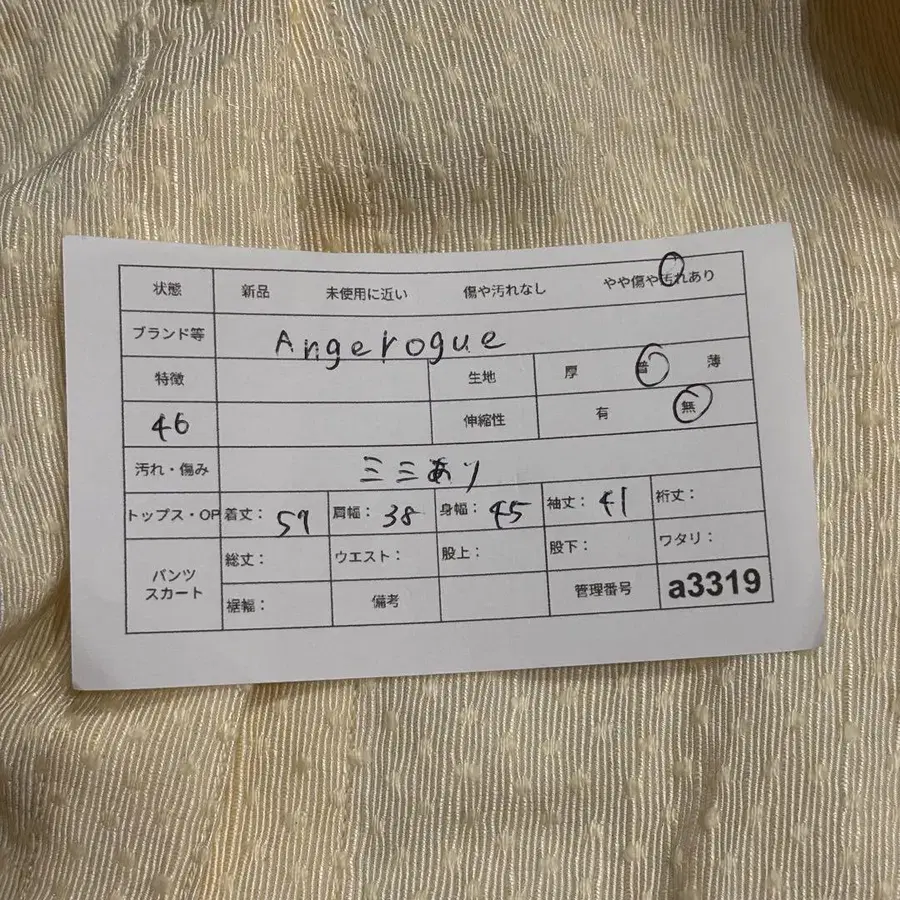 状態 新品 未使用に近い 傷や汚れなし やや傷や汚れあり
ブランド等 Angerogue
特徴 生地 厚 普 薄
46 伸縮性 有 無
汚れ・傷み ミミあり
トップス・OP 着丈： 59 肩幅： 38 身幅： 45 袖丈： 41 裄丈：
パンツ スカート 総丈： ウエスト： 股上： 股下： ワタリ：
裾幅： 備考 管理番号 a3319